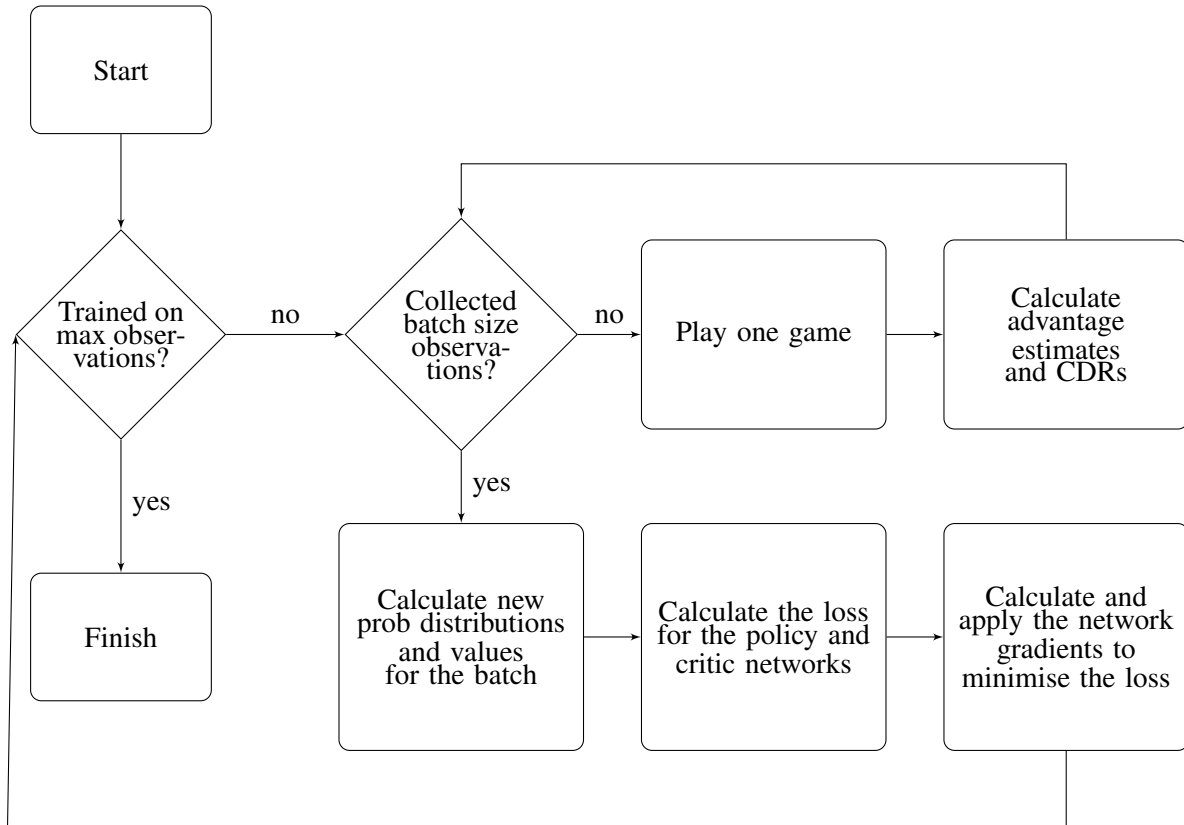 Start
Trained on
max obser-
vations?
no
Collected
batch size
observa-
tions?
no
Play one game
Calculate
advantage
estimates
and CDRs
yes
yes
Finish
Calculate new
prob distributions
and values
for the batch
Calculate the loss
for the policy and
critic networks
Calculate and
apply the network
gradients to
minimise the loss